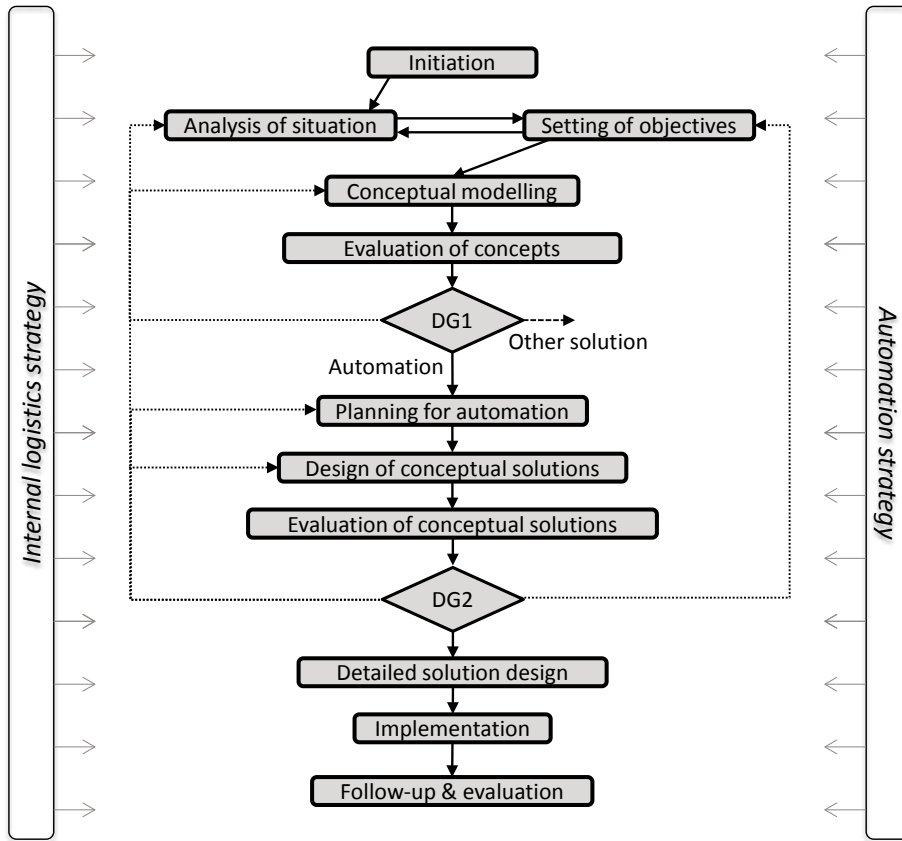 Initiation
Analysis of situation
Setting of objectives
Conceptual modelling
Evaluation of concepts
DG1
Other solution
Automation
Planning for automation
Design of conceptual solutions
Evaluation of conceptual solutions
DG2
Detailed solution design
Implementation
Follow-up & evaluation
Internal logistics strategy
Automation strategy